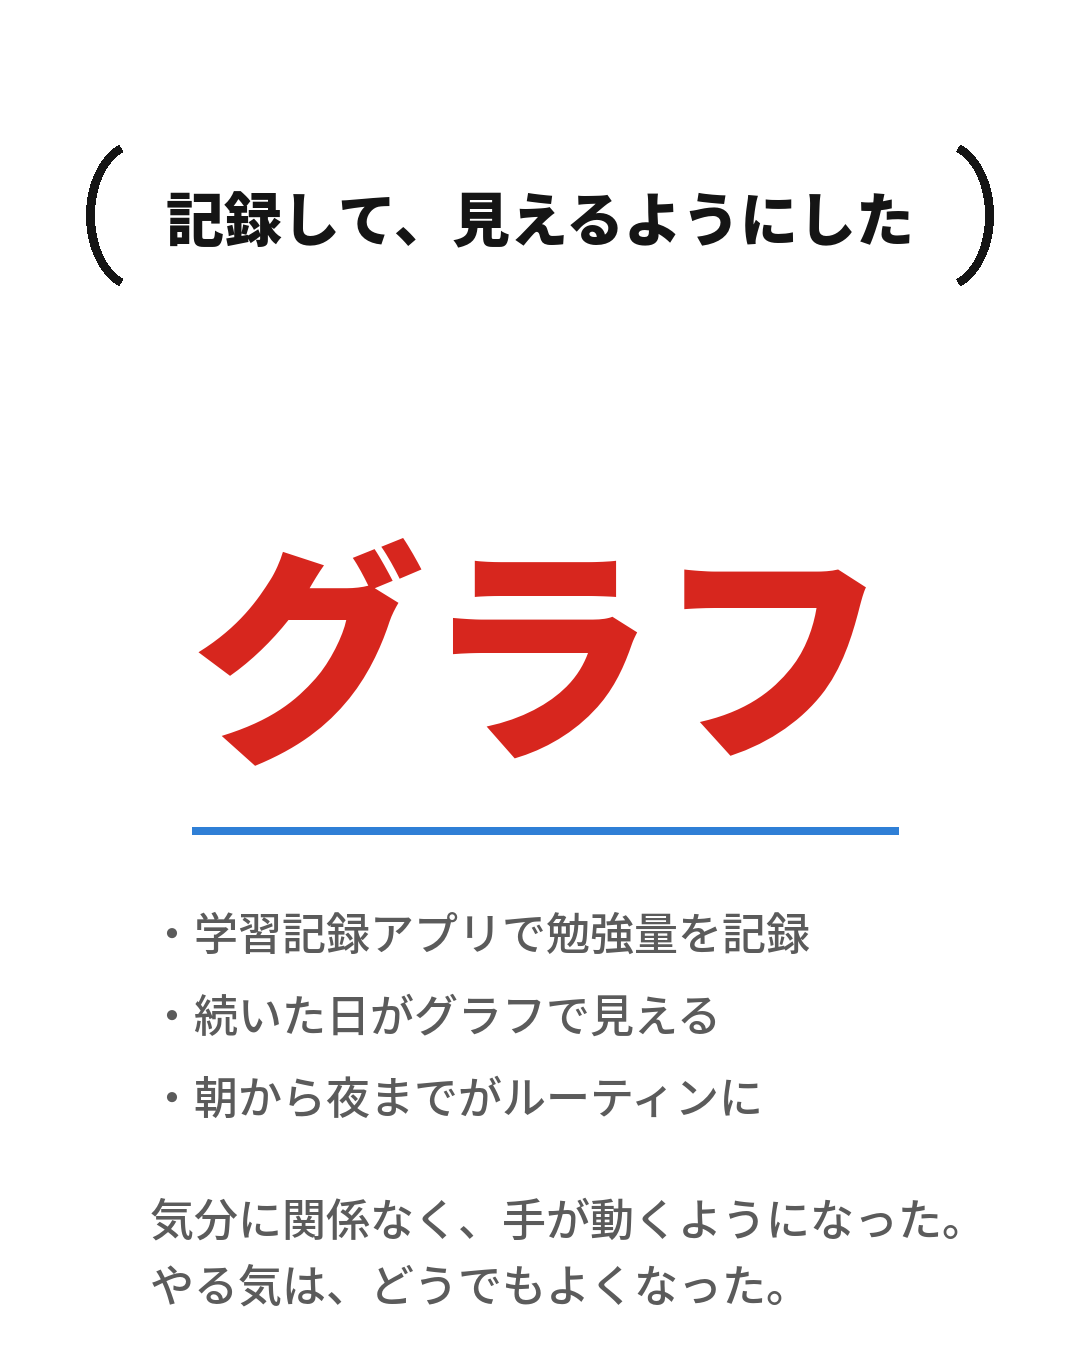 (記録して、見えるようにした)
グラフ
・学習記録アプリで勉強量を記録
・続いた日がグラフで見える
・朝から夜までがルーティンに
気分に関係なく、手が動くようになった。
やる気は、どうでもよくなった。